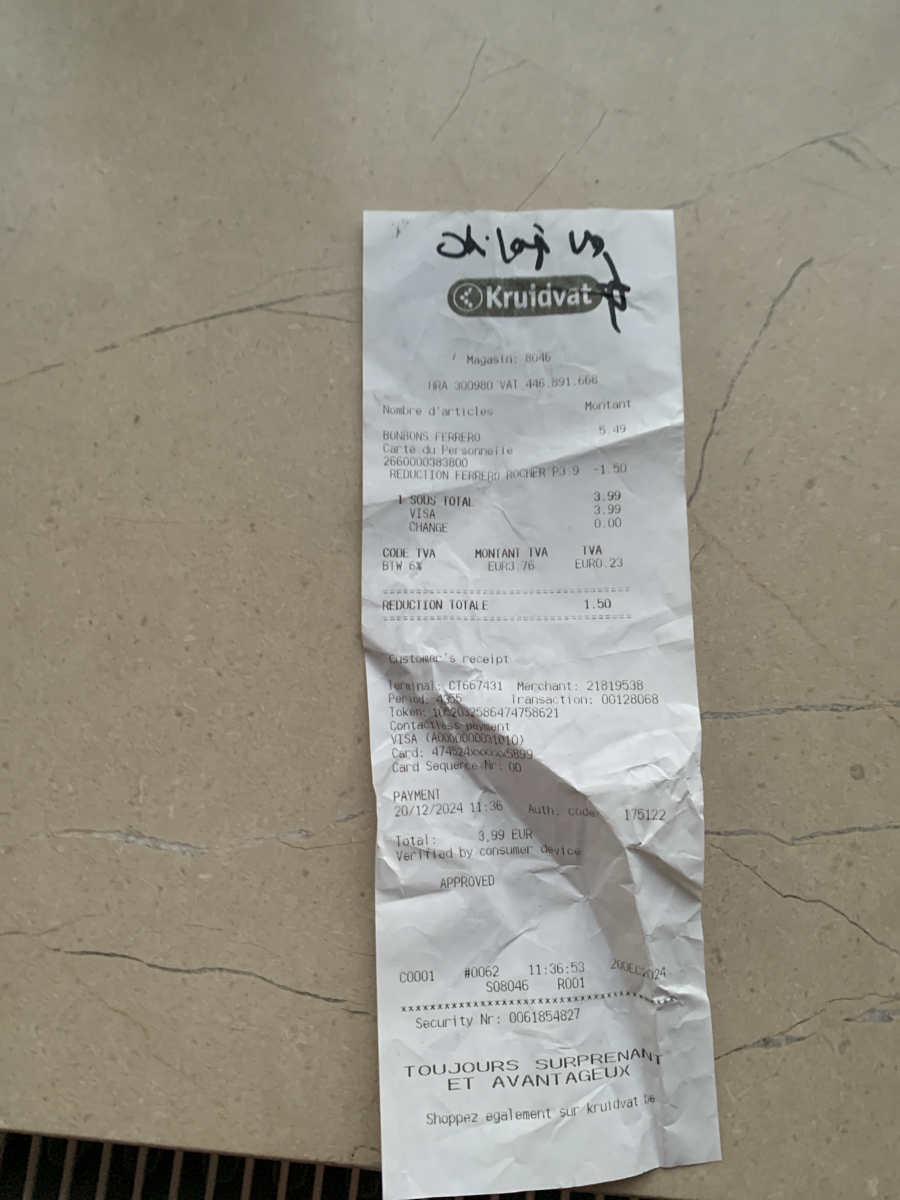 Kruidvat
Magasin: 8046
HRA 300980 VAT 446.891.668
Nombre d'articles Montant
BONBONS FERRERO 5.49
Carte du Personnelle
2660000383800
REDUCTION FERRERO ROCHER P3.9 -1.50
1 SOUS TOTAL 3.99
VISA 3.99
CHANGE 0.00
CODE TVA MONTANT TVA TVA
BTW 6% EUR3.76 EUR0.23
REDUCTION TOTALE 1.50
Customer's receipt
Terminal: CT667431 Merchant: 21819538
Period: 4355 Transaction: 00128068
Token: 1052032586474758621
Contactless payment
VISA (A0000000031010)
Card: 474524xxxxxx5899
Card Sequence Nr: 00
PAYMENT
20/12/2024 11:36 Auth. code 175122
Total: 3,99 EUR
Verified by consumer device
APPROVED
C0001 #0062 11:36:53 20DEC2024
S08046 R001
Security Nr: 0061854827
TOUJOURS SURPRENANT
ET AVANTAGEUX
Shoppez egalement sur kruidvat.be